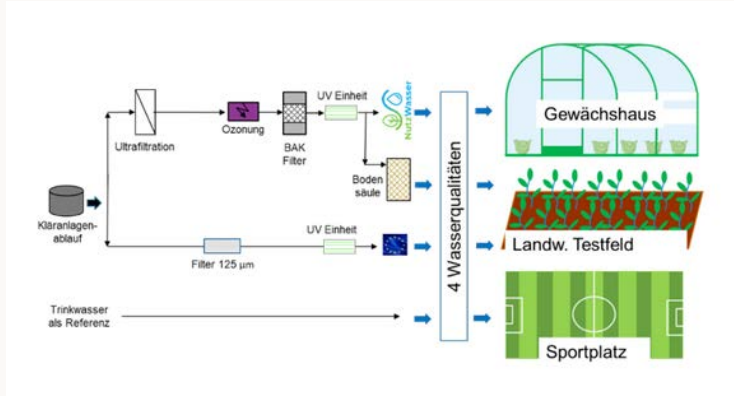 UV Einheit
NutzWasser
Ultrafiltration
Ozonung
BAK
Filter
Boden
säule
Kläranlagen-
ablauf
UV Einheit
Filter 125 µm
Trinkwasser
als Referenz
4 Wasserqualitäten
Gewächshaus
Landw. Testfeld
Sportplatz